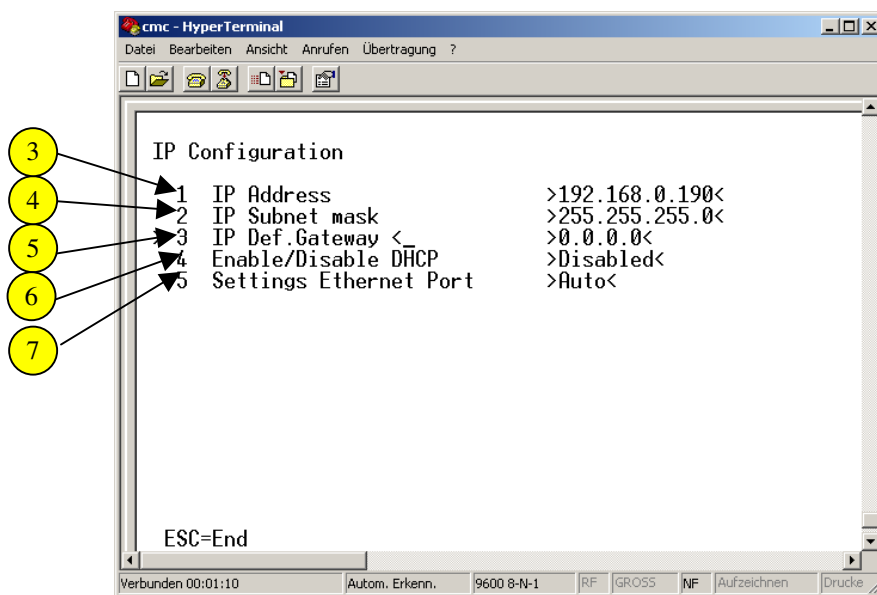 cmc - HyperTerminal
Datei Bearbeiten Ansicht Anrufen Übertragung ?
IP Configuration
3
1 IP Address >192.168.0.190<
4
2 IP Subnet mask >255.255.255.0<
5
>3 IP Def.Gateway <_ >0.0.0.0<
6
4 Enable/Disable DHCP >Disabled<
7
5 Settings Ethernet Port >Auto<
ESC=End
Verbunden 00:01:10 Autom. Erkenn. 9600 8-N-1 RF GROSS NF Aufzeichnen Drucke